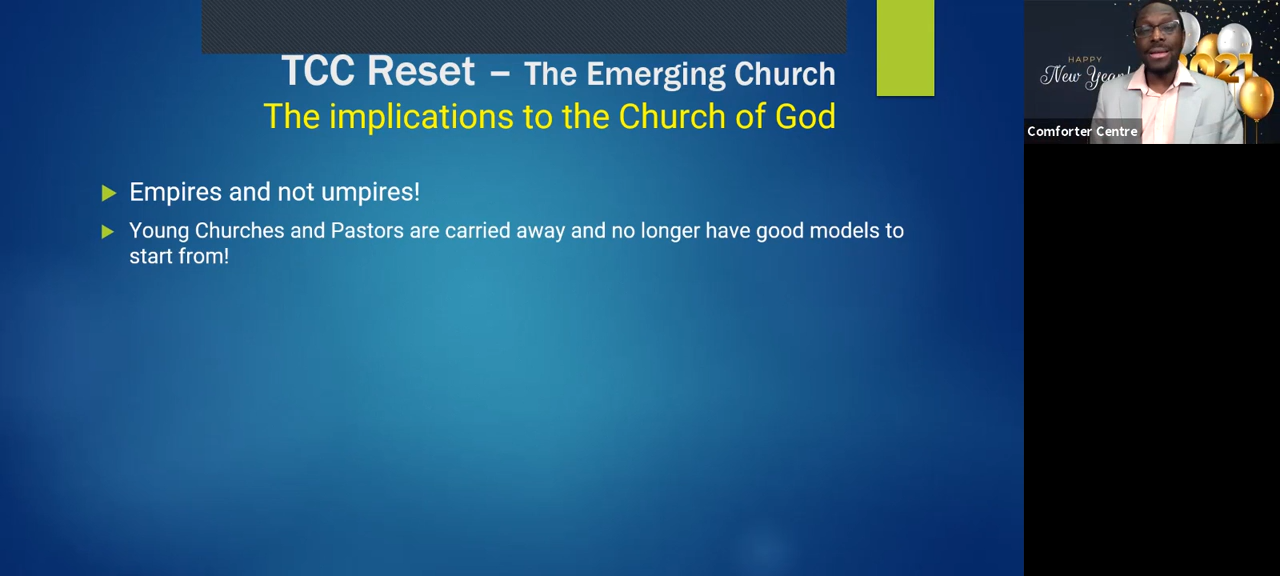 TCC Reset – The Emerging Church
The implications to the Church of God
Empires and not umpires!
Young Churches and Pastors are carried away and no longer have good models to
start from!
HAPPY
New Year!
2021
Comforter Centre